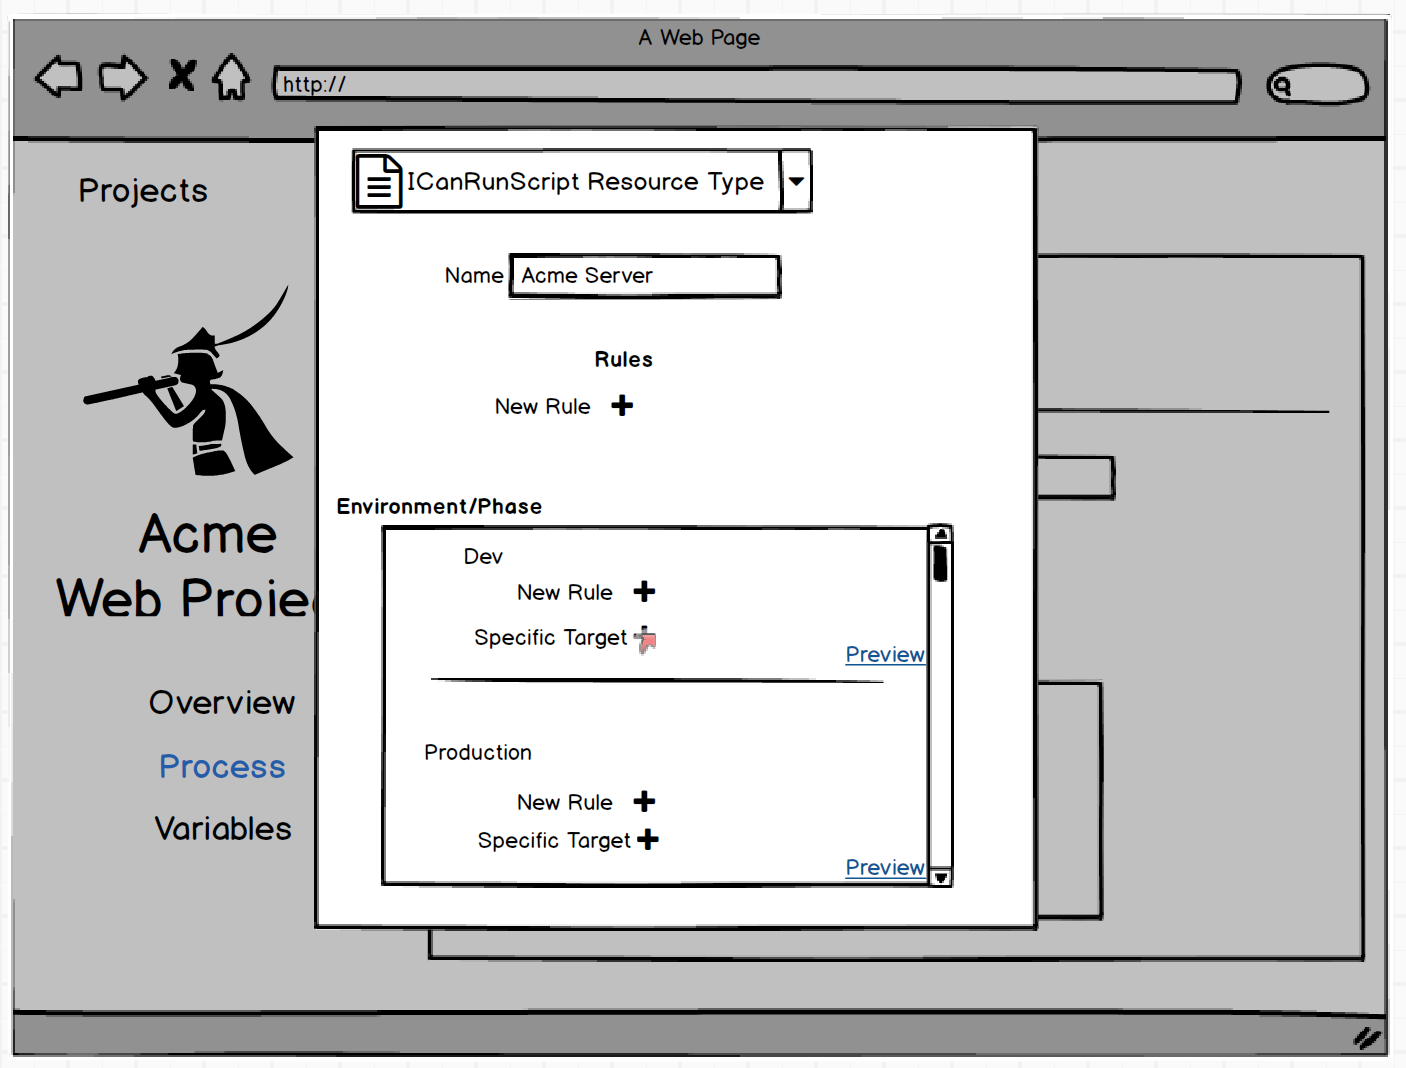 A Web Page
http://
Projects
ICanRunScript Resource Type
Name Acme Server
Rules
New Rule
Acme
Web Projec
Environment/Phase
Dev
New Rule
Specific Target
Preview
Overview
Process
Variables
Production
New Rule
Specific Target
Preview